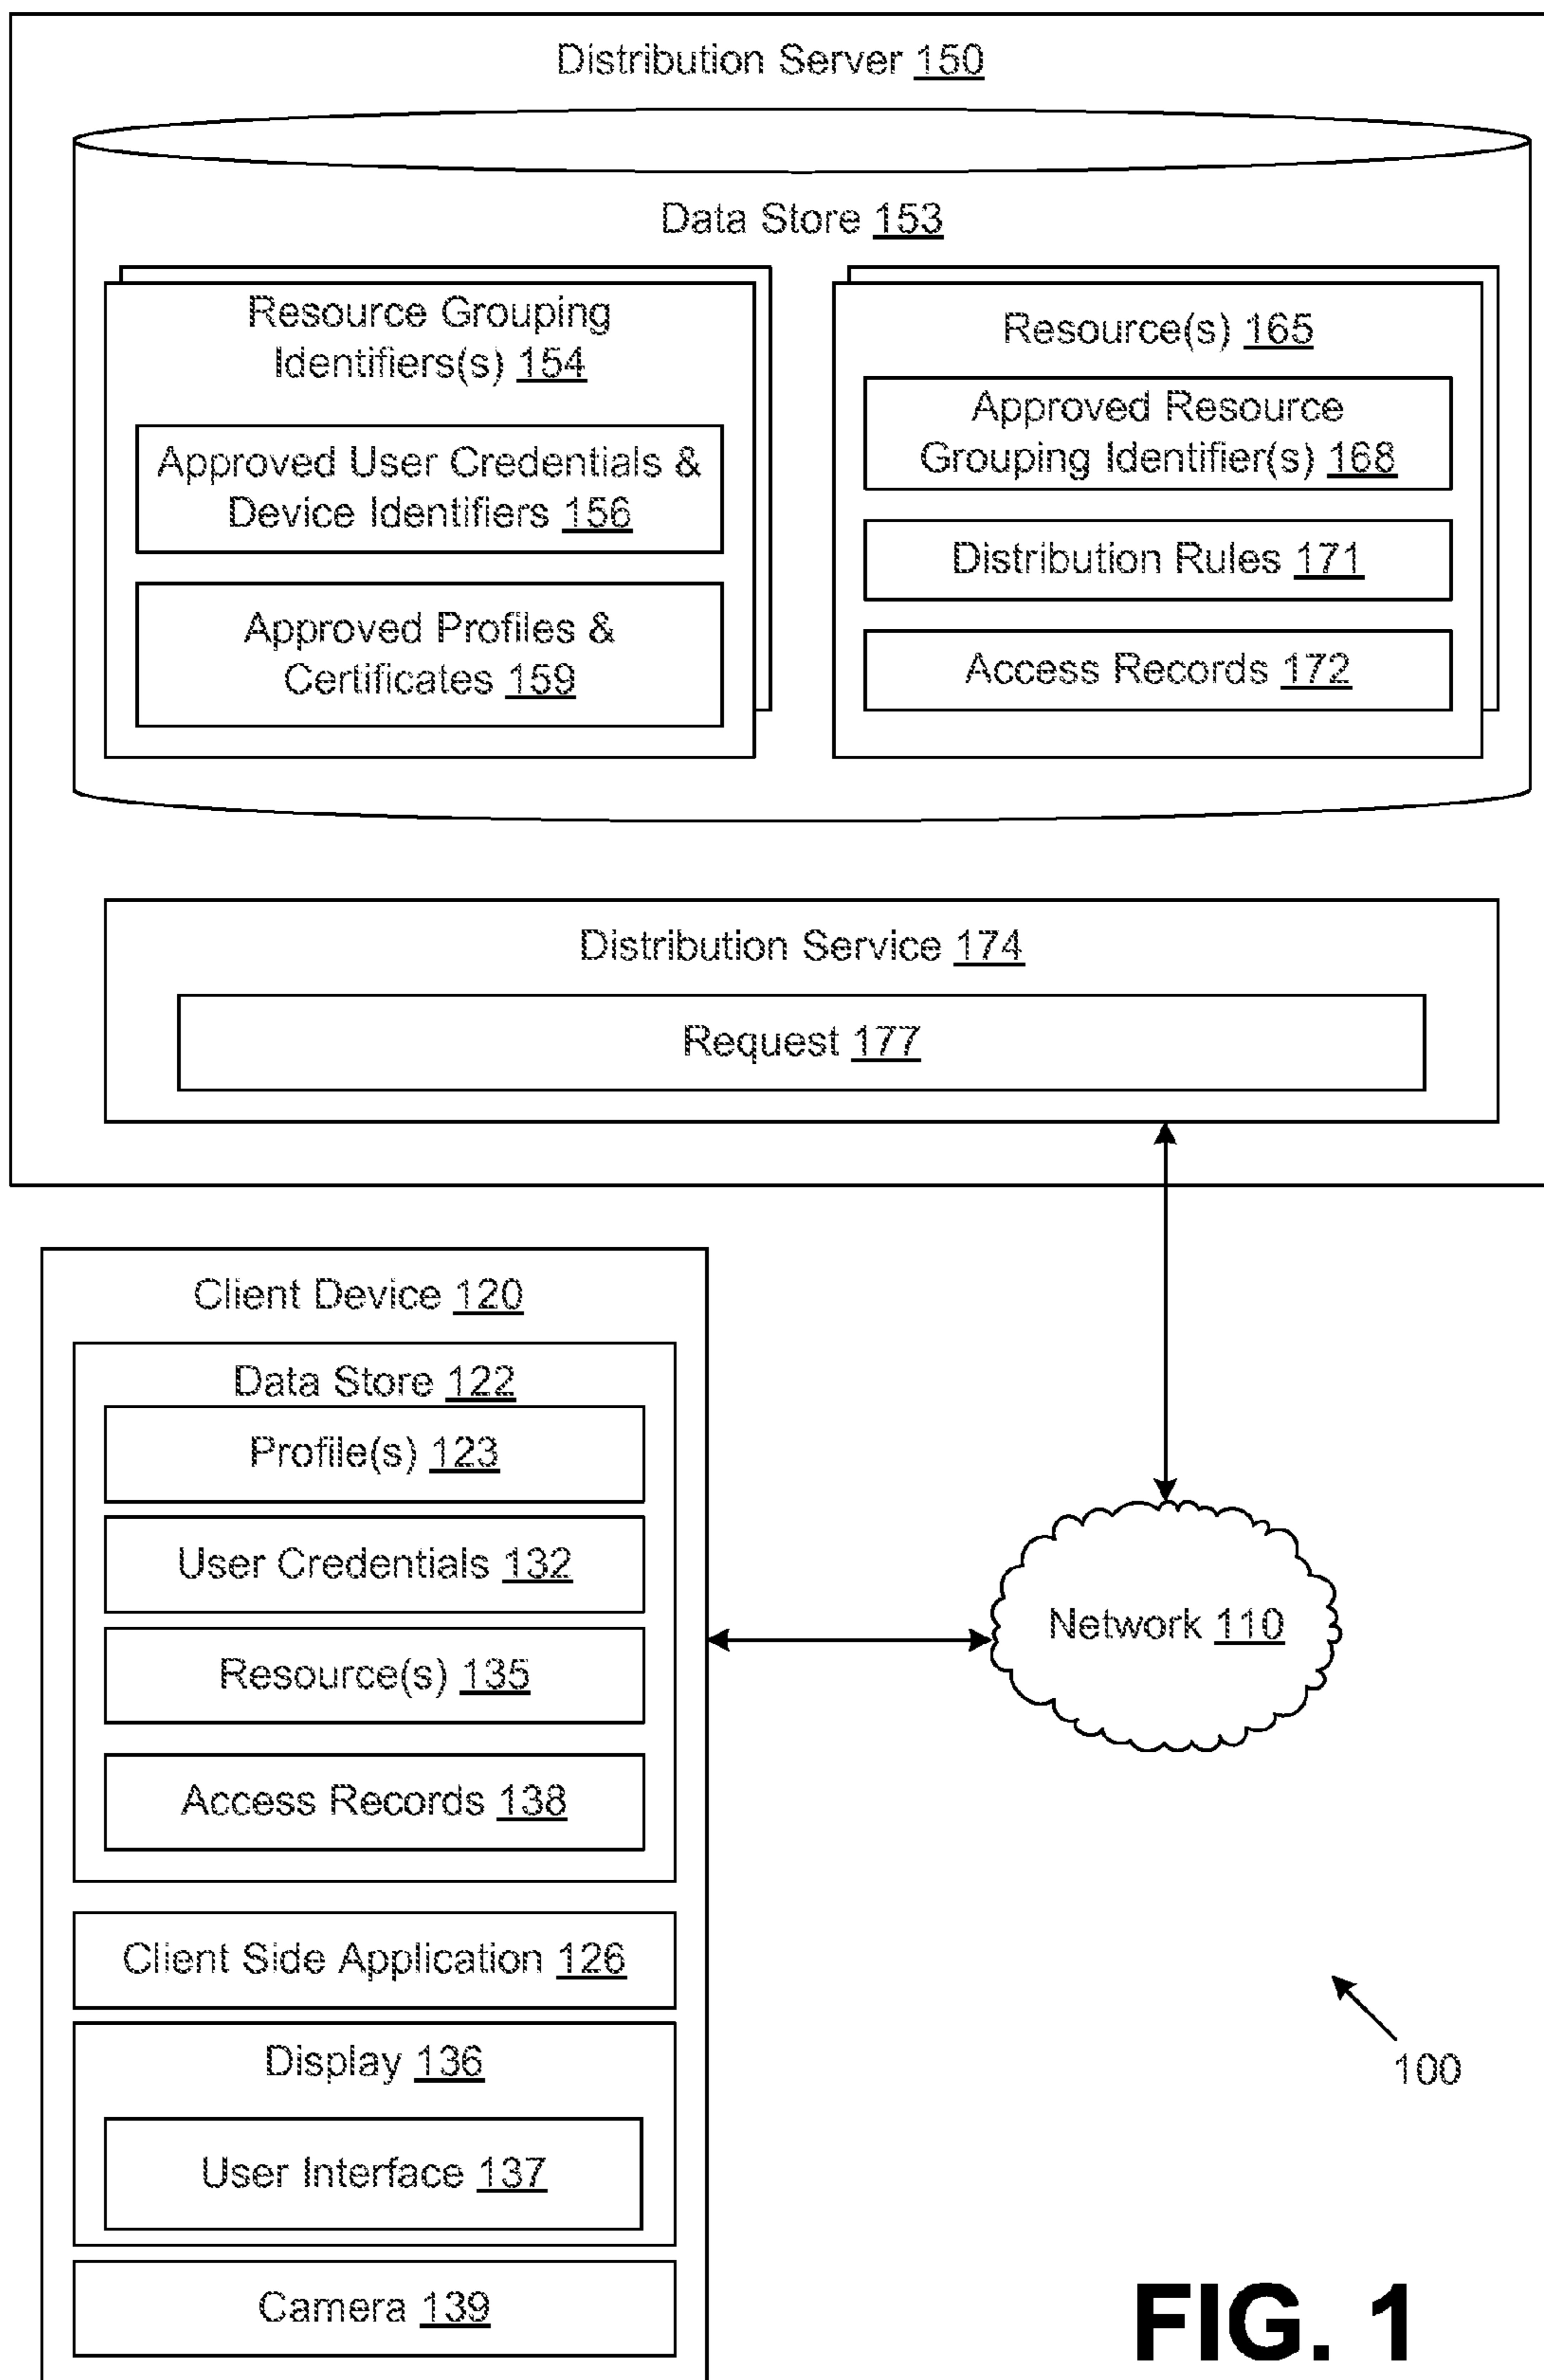 Distribution Server 150
Data Store 153
Resource Grouping
Identifiers(s) 154
Approved User Credentials &
Device Identifiers 156
Approved Profiles &
Certificates 159
Resource(s) 165
Approved Resource
Grouping Identifier(s) 168
Distribution Rules 171
Access Records 172
Distribution Service 174
Request 177
Client Device 120
Data Store 122
Profile(s) 123
User Credentials 132
Resource(s) 135
Access Records 138
Client Side Application 126
Display 136
User Interface 137
Camera 139
Network 110
100
FIG. 1